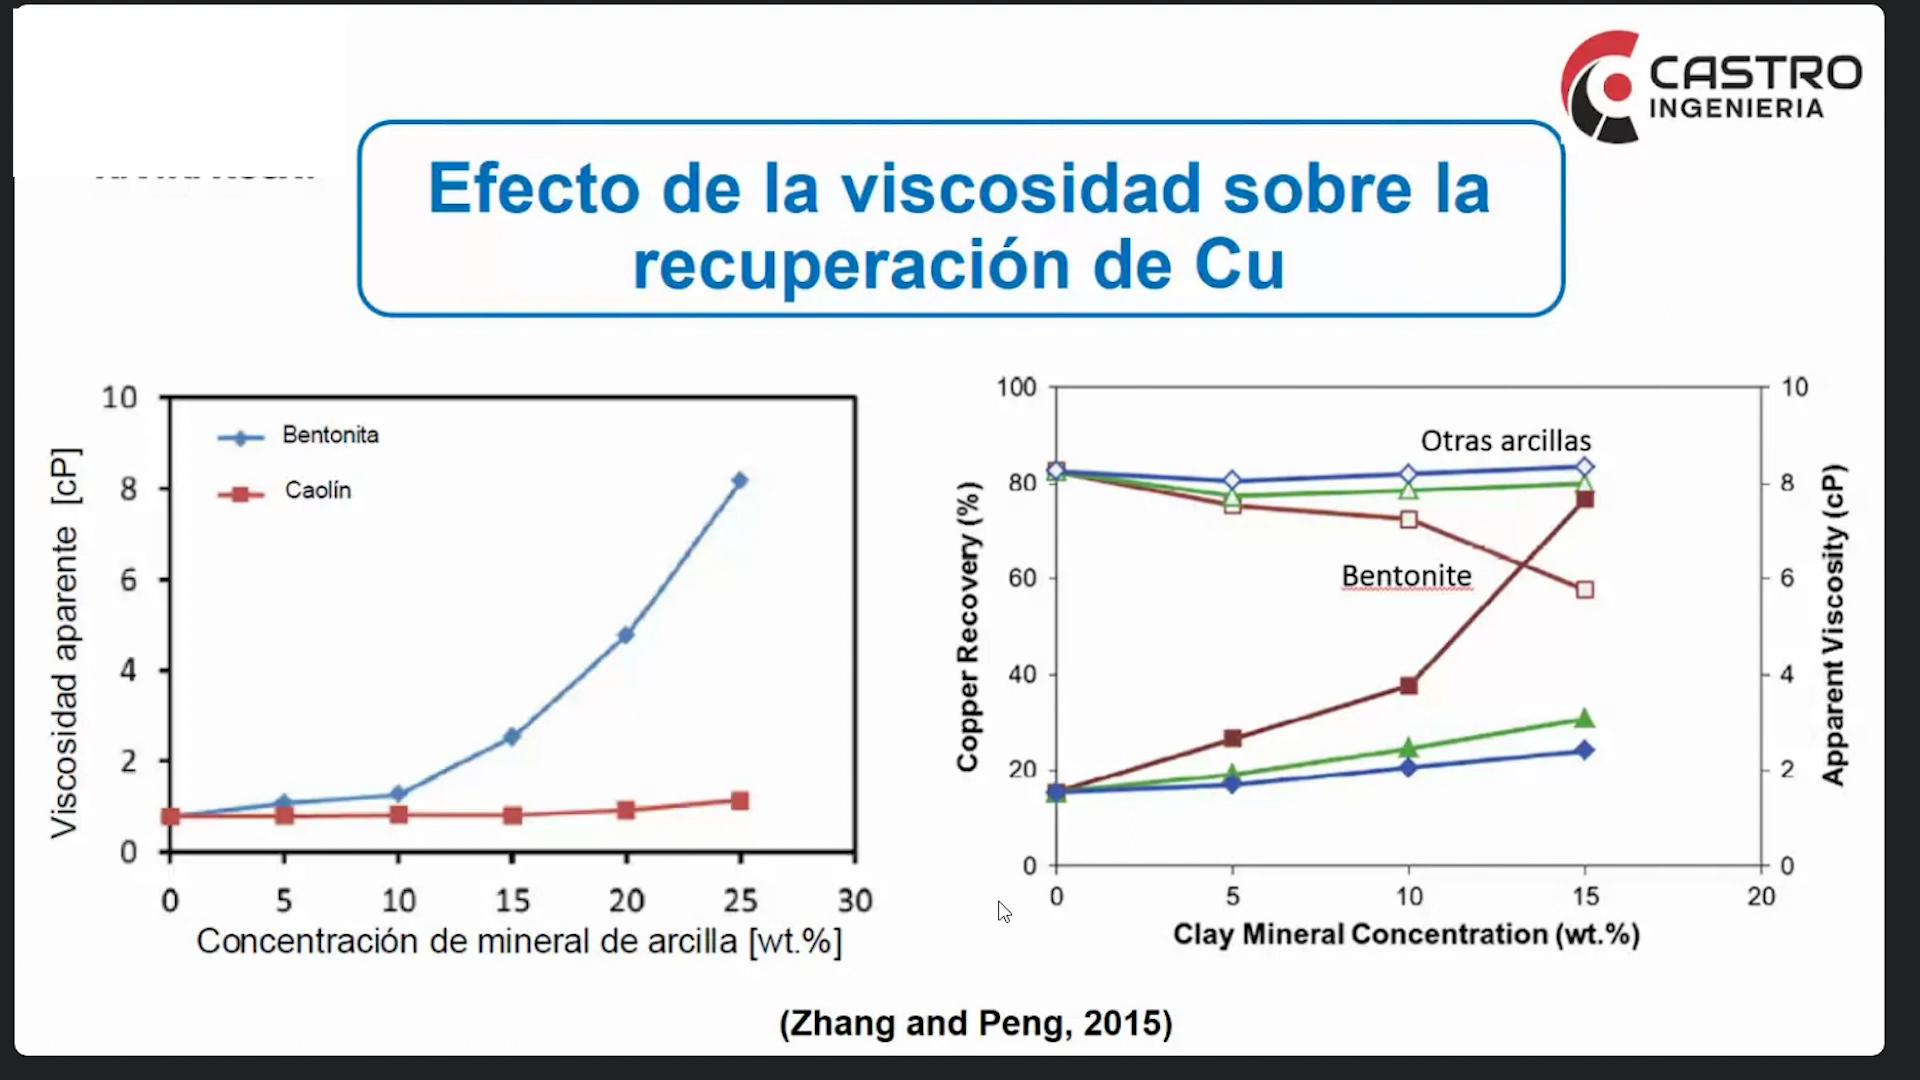 CASTRO
INGENIERIA
Efecto de la viscosidad sobre la
recuperación de Cu
Viscosidad aparente [cP]
10
8
6
4
2
0
Bentonita
Caolín
0 5 10 15 20 25 30
Concentración de mineral de arcilla [wt.%]
Copper Recovery (%)
100
80
60
40
20
0
Otras arcillas
Bentonite
10
8
6
4
2
0
Apparent Viscosity (cP)
0 5 10 15 20
Clay Mineral Concentration (wt.%)
(Zhang and Peng, 2015)